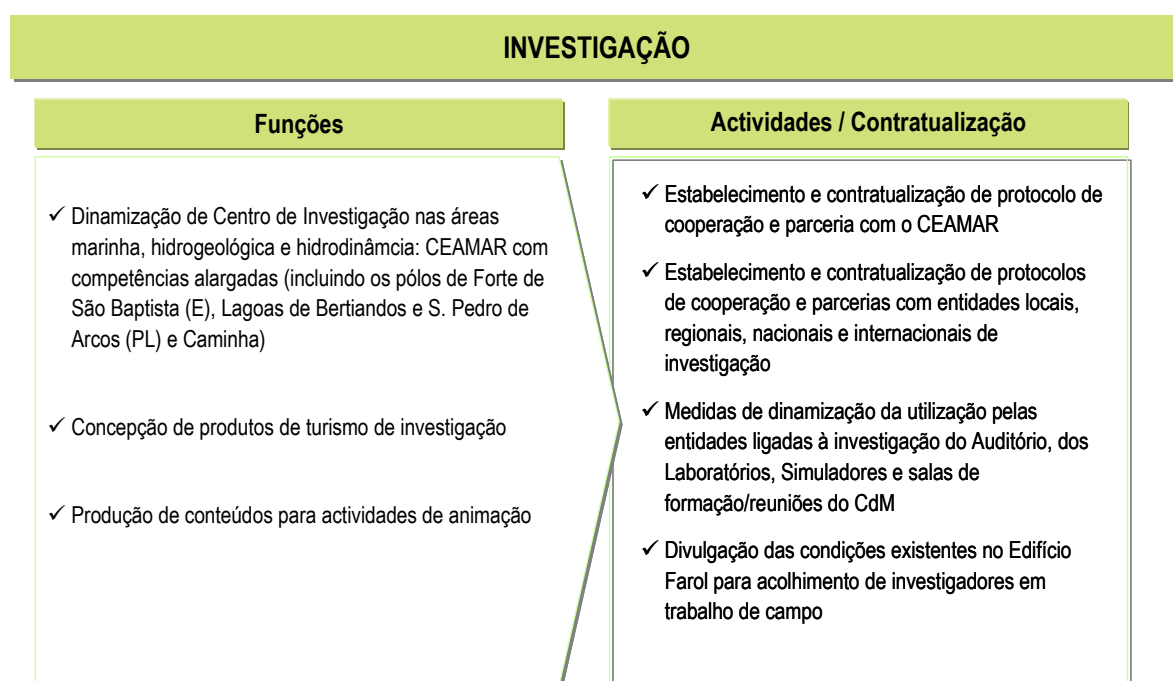 INVESTIGAÇÃO
Funções
✓ Dinamização de Centro de Investigação nas áreas
marinha, hidrogeológica e hidrodinâmcia: CEAMAR com
competências alargadas (incluindo os pólos de Forte de
São Baptista (E), Lagoas de Bertiandos e S. Pedro de
Arcos (PL) e Caminha)
✓ Concepção de produtos de turismo de investigação
✓ Produção de conteúdos para actividades de animação
Actividades / Contratualização
✓ Estabelecimento e contratualização de protocolo de
cooperação e parceria com o CEAMAR
✓ Estabelecimento e contratualização de protocolos
de cooperação e parcerias com entidades locais,
regionais, nacionais e internacionais de
investigação
✓ Medidas de dinamização da utilização pelas
entidades ligadas à investigação do Auditório, dos
Laboratórios, Simuladores e salas de
formação/reuniões do CdM
✓ Divulgação das condições existentes no Edifício
Farol para acolhimento de investigadores em
trabalho de campo